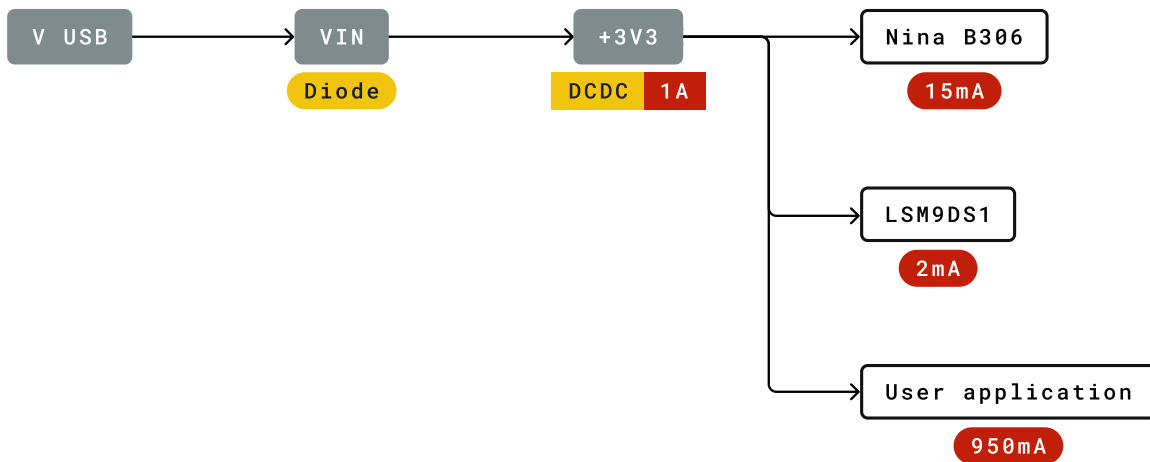 V USB
VIN
+3V3
Nina B306
Diode
DCDC
1A
15mA
LSM9DS1
2mA
User application
950mA